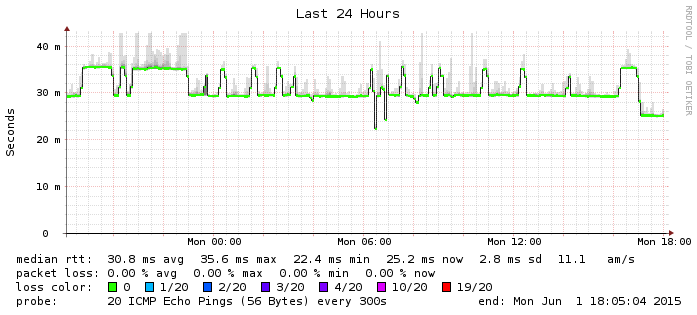 Last 24 Hours
RRDTOOL / TOBI OETIKER
Seconds
40 m
30 m
20 m
10 m
0
Mon 00:00 Mon 06:00 Mon 12:00 Mon 18:00
median rtt: 30.8 ms avg 35.6 ms max 22.4 ms min 25.2 ms now 2.8 ms sd 11.1 am/s
packet loss: 0.00 % avg 0.00 % max 0.00 % min 0.00 % now
loss color: 0 1/20 2/20 3/20 4/20 10/20 19/20
probe: 20 ICMP Echo Pings (56 Bytes) every 300s end: Mon Jun 1 18:05:04 2015